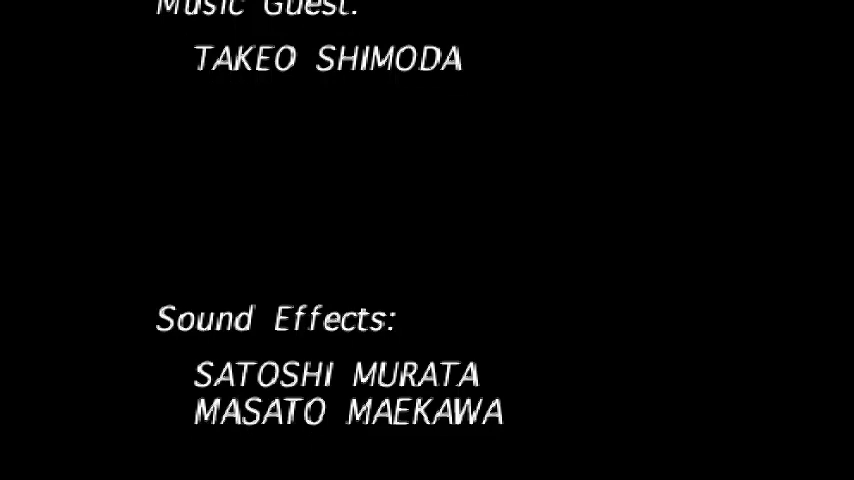 Music Guest:
TAKEO SHIMODA
Sound Effects:
SATOSHI MURATA
MASATO MAEKAWA